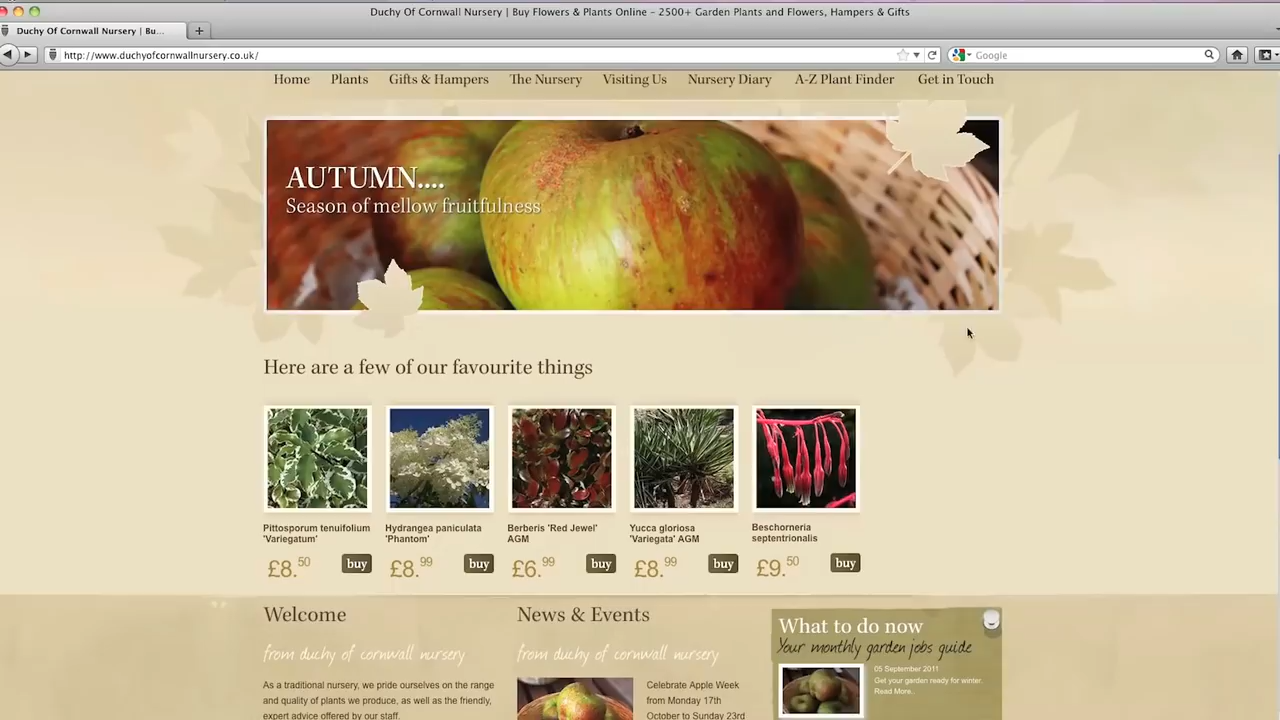 Duchy Of Cornwall Nursery | Buy Flowers & Plants Online – 2500+ Garden Plants and Flowers, Hampers & Gifts
Duchy Of Cornwall Nursery | Bu...
http://www.duchyofcornwallnursery.co.uk/
Google
Home Plants Gifts & Hampers The Nursery Visiting Us Nursery Diary A-Z Plant Finder Get in Touch
AUTUMN....
Season of mellow fruitfulness
Here are a few of our favourite things
Pittosporum tenuifolium
'Variegatum'
£8.50 buy
Hydrangea paniculata
'Phantom'
£8.99 buy
Berberis 'Red Jewel'
AGM
£6.99 buy
Yucca gloriosa
'Variegata' AGM
£8.99 buy
Beschorneria
septentrionalis
£9.50 buy
Welcome
from duchy of cornwall nursery
As a traditional nursery, we pride ourselves on the range
and quality of plants we produce, as well as the friendly,
expert advice offered by our staff.
News & Events
from duchy of cornwall nursery
Celebrate Apple Week
from Monday 17th
October to Sunday 23rd
What to do now
Your monthly garden jobs guide
05 September 2011
Get your garden ready for winter.
Read More..